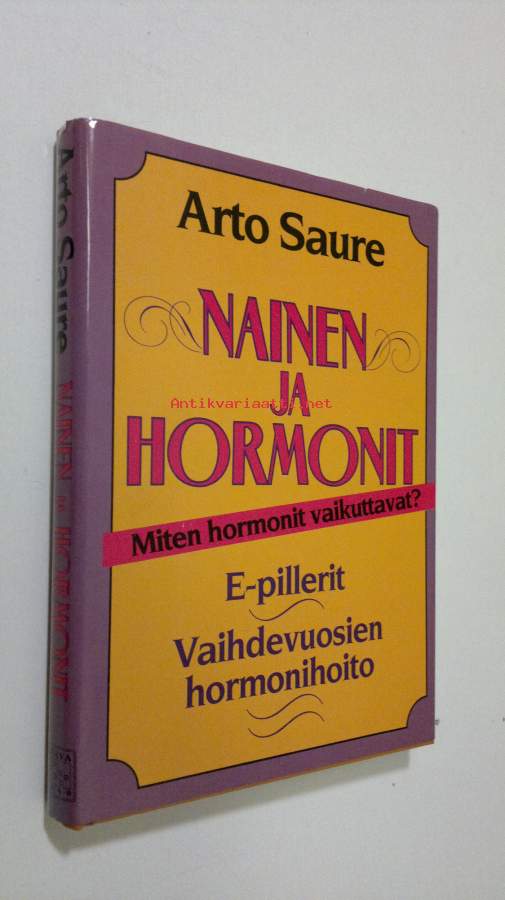 Arto Saure
NAINEN
JA
HORMONIT
Miten hormonit vaikuttavat?
E-pillerit
Vaihdevuosien
hormonihoito
Arto Saure NAINEN JA HORMONIT
Antikvariaatti.net